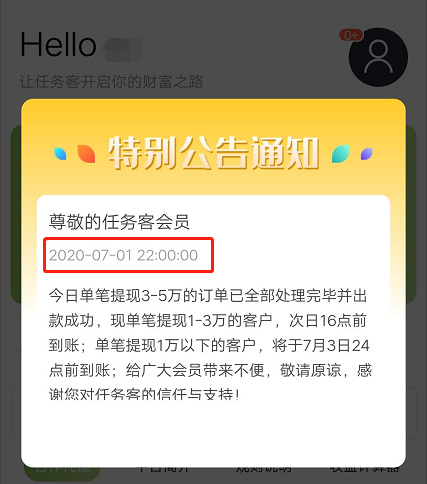 Hello
0+
让任务客开启你的财富之路
特别公告通知
尊敬的任务客会员
2020-07-01 22:00:00
今日单笔提现3-5万的订单已全部处理完毕并出
款成功，现单笔提现1-3万的客户，次日16点前
到账；单笔提现1万以下的客户，将于7月3日24
点前到账；给广大会员带来不便，敬请原谅，感
谢您对任务客的信任与支持!
合作代理 平台简介 规则说明 收益计算器